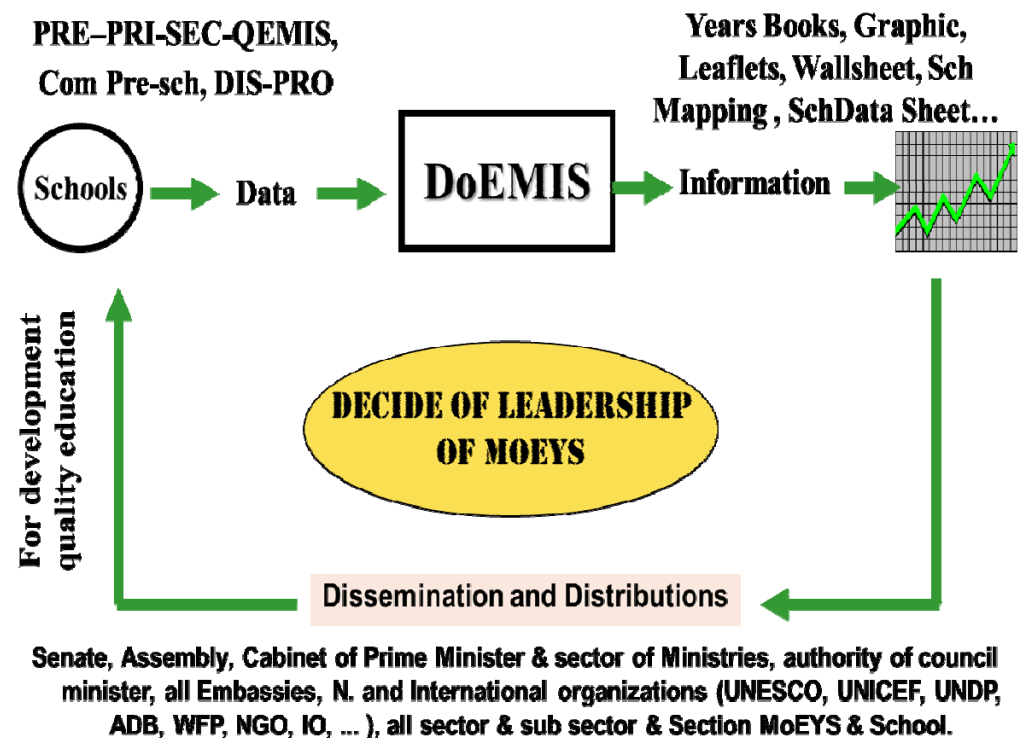 PRE–PRI-SEC-QEMIS,
Com Pre-sch, DIS-PRO
Years Books, Graphic,
Leaflets, Wallsheet, Sch
Mapping , SchData Sheet...
Schools
Data
DoEMIS
Information
For development
quality education
DECIDE OF LEADERSHIP
OF MOEYS
Dissemination and Distributions
Senate, Assembly, Cabinet of Prime Minister & sector of Ministries, authority of council
minister, all Embassies, N. and International organizations (UNESCO, UNICEF, UNDP,
ADB, WFP, NGO, IO, ... ), all sector & sub sector & Section MoEYS & School.